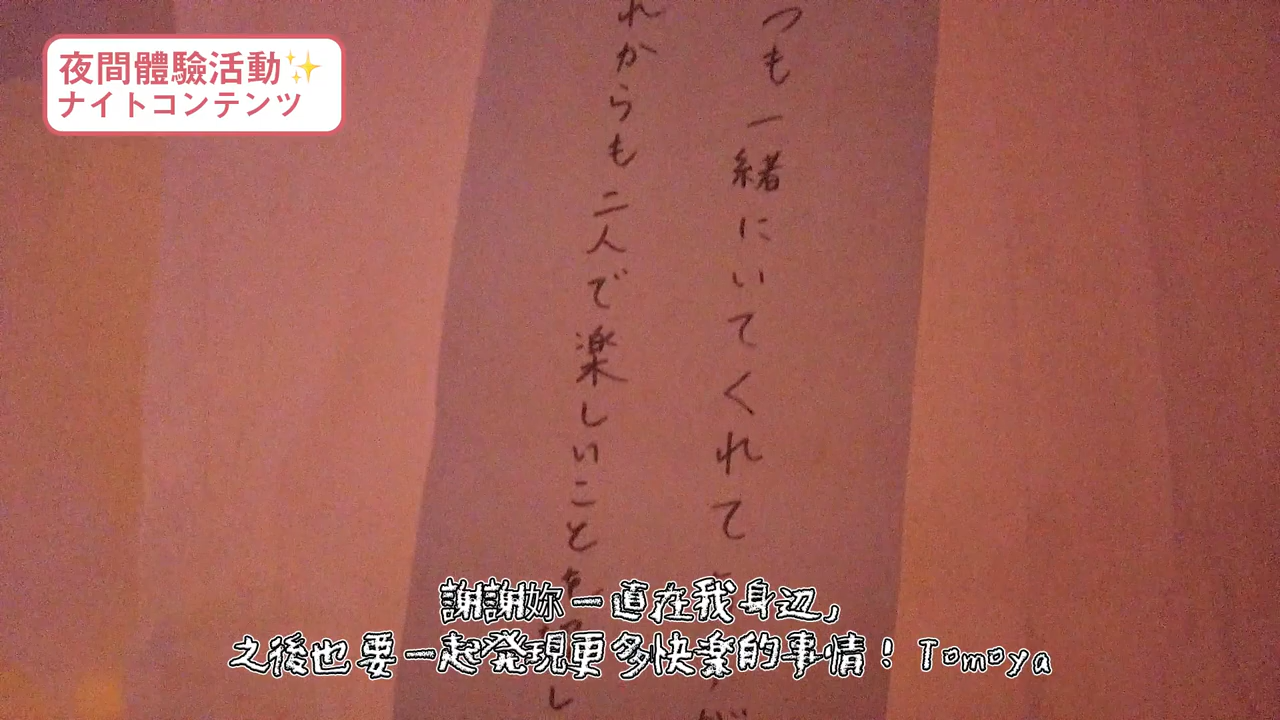 夜間體驗活動✨
ナイトコンテンツ
つも一緒にいてくれて
れからも二人で楽しいことを
謝謝妳一直在我身辺」
之後也要一起発現更多快楽的事情！Tomoya